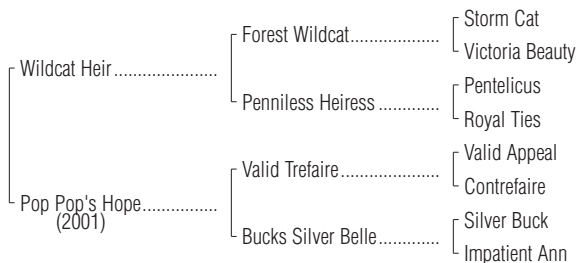 Storm Cat
Forest Wildcat....................
Victoria Beauty
Wildcat Heir.......................
Pentelicus
Penniless Heiress .............
Royal Ties
Valid Appeal
Valid Trefaire......................
Contrefaire
Pop Pop's Hope.................
(2001)
Silver Buck
Bucks Silver Belle.............
Impatient Ann